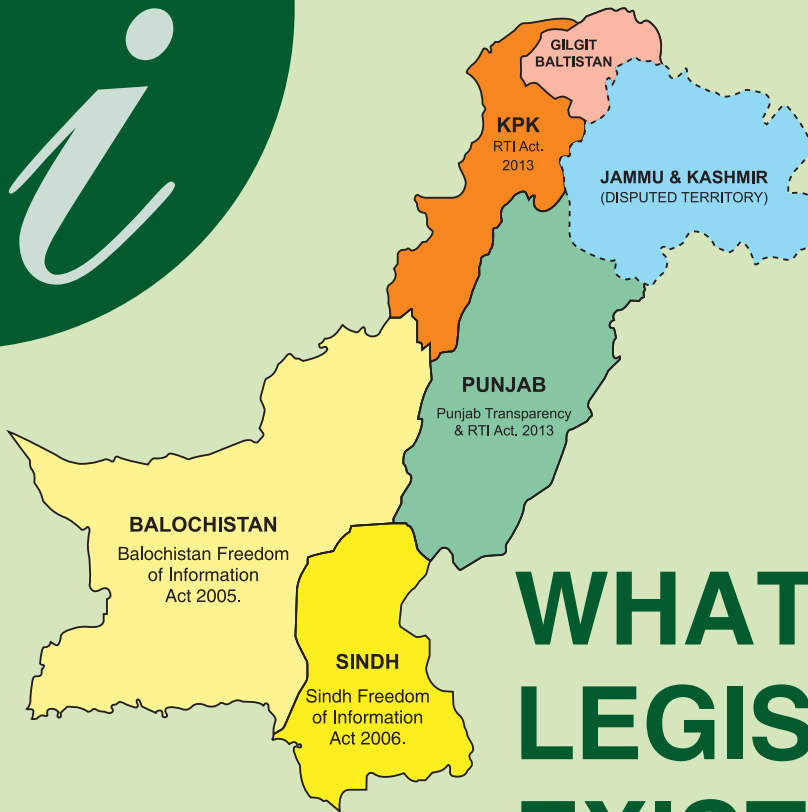 i
GILGIT
BALTISTAN
KPK
RTI Act.
2013
JAMMU & KASHMIR
(DISPUTED TERRITORY)
PUNJAB
Punjab Transparency
& RTI Act. 2013
BALOCHISTAN
Balochistan Freedom
of Information
Act 2005.
SINDH
Sindh Freedom
of Information
Act 2006.
WHAT
LEGIS